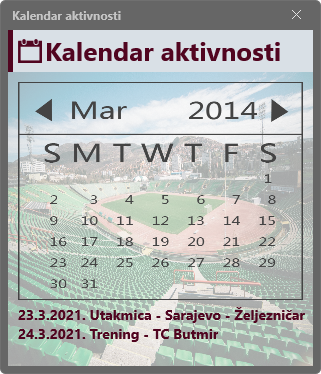 Kalendar aktivnosti
Kalendar aktivnosti
Mar 2014
S M T W T F S
1
2 3 4 5 6 7 8
9 10 11 12 13 14 15
16 17 18 19 20 21 22
23 24 25 26 27 28 29
30 31
23.3.2021. Utakmica - Sarajevo - Željezničar
24.3.2021. Trening - TC Butmir